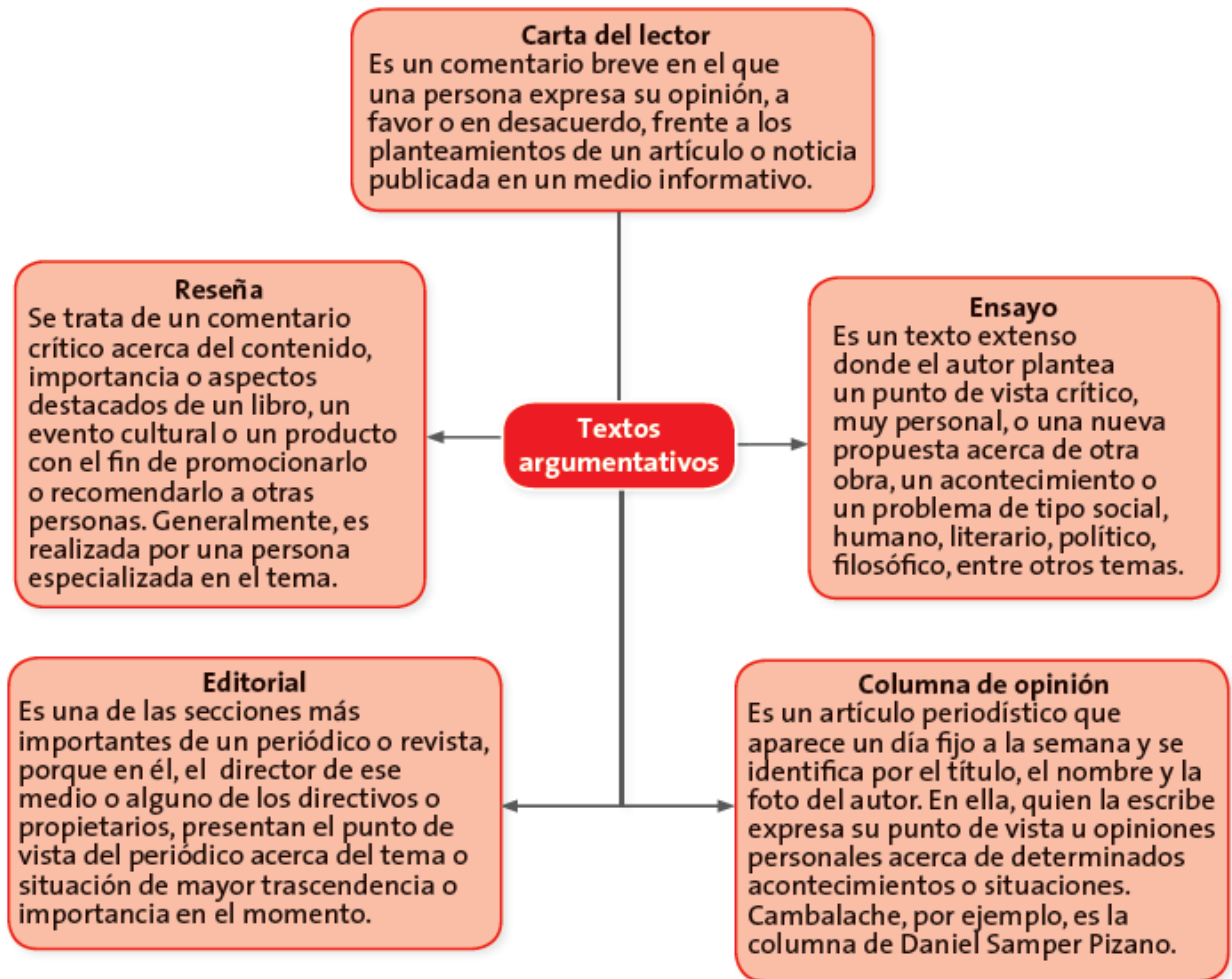 Carta del lector
Es un comentario breve en el que
una persona expresa su opinión, a
favor o en desacuerdo, frente a los
planteamientos de un artículo o noticia
publicada en un medio informativo.
Reseña
Se trata de un comentario
crítico acerca del contenido,
importancia o aspectos
destacados de un libro, un
evento cultural o un producto
con el fin de promocionarlo
o recomendarlo a otras
personas. Generalmente, es
realizada por una persona
especializada en el tema.
Textos
argumentativos
Ensayo
Es un texto extenso
donde el autor plantea
un punto de vista crítico,
muy personal, o una nueva
propuesta acerca de otra
obra, un acontecimiento o
un problema de tipo social,
humano, literario, político,
filosófico, entre otros temas.
Editorial
Es una de las secciones más
importantes de un periódico o revista,
porque en él, el director de ese
medio o alguno de los directivos o
propietarios, presentan el punto de
vista del periódico acerca del tema o
situación de mayor trascendencia o
importancia en el momento.
Columna de opinión
Es un artículo periodístico que
aparece un día fijo a la semana y se
identifica por el título, el nombre y la
foto del autor. En ella, quien la escribe
expresa su punto de vista u opiniones
personales acerca de determinados
acontecimientos o situaciones.
Cambalache, por ejemplo, es la
columna de Daniel Samper Pizano.